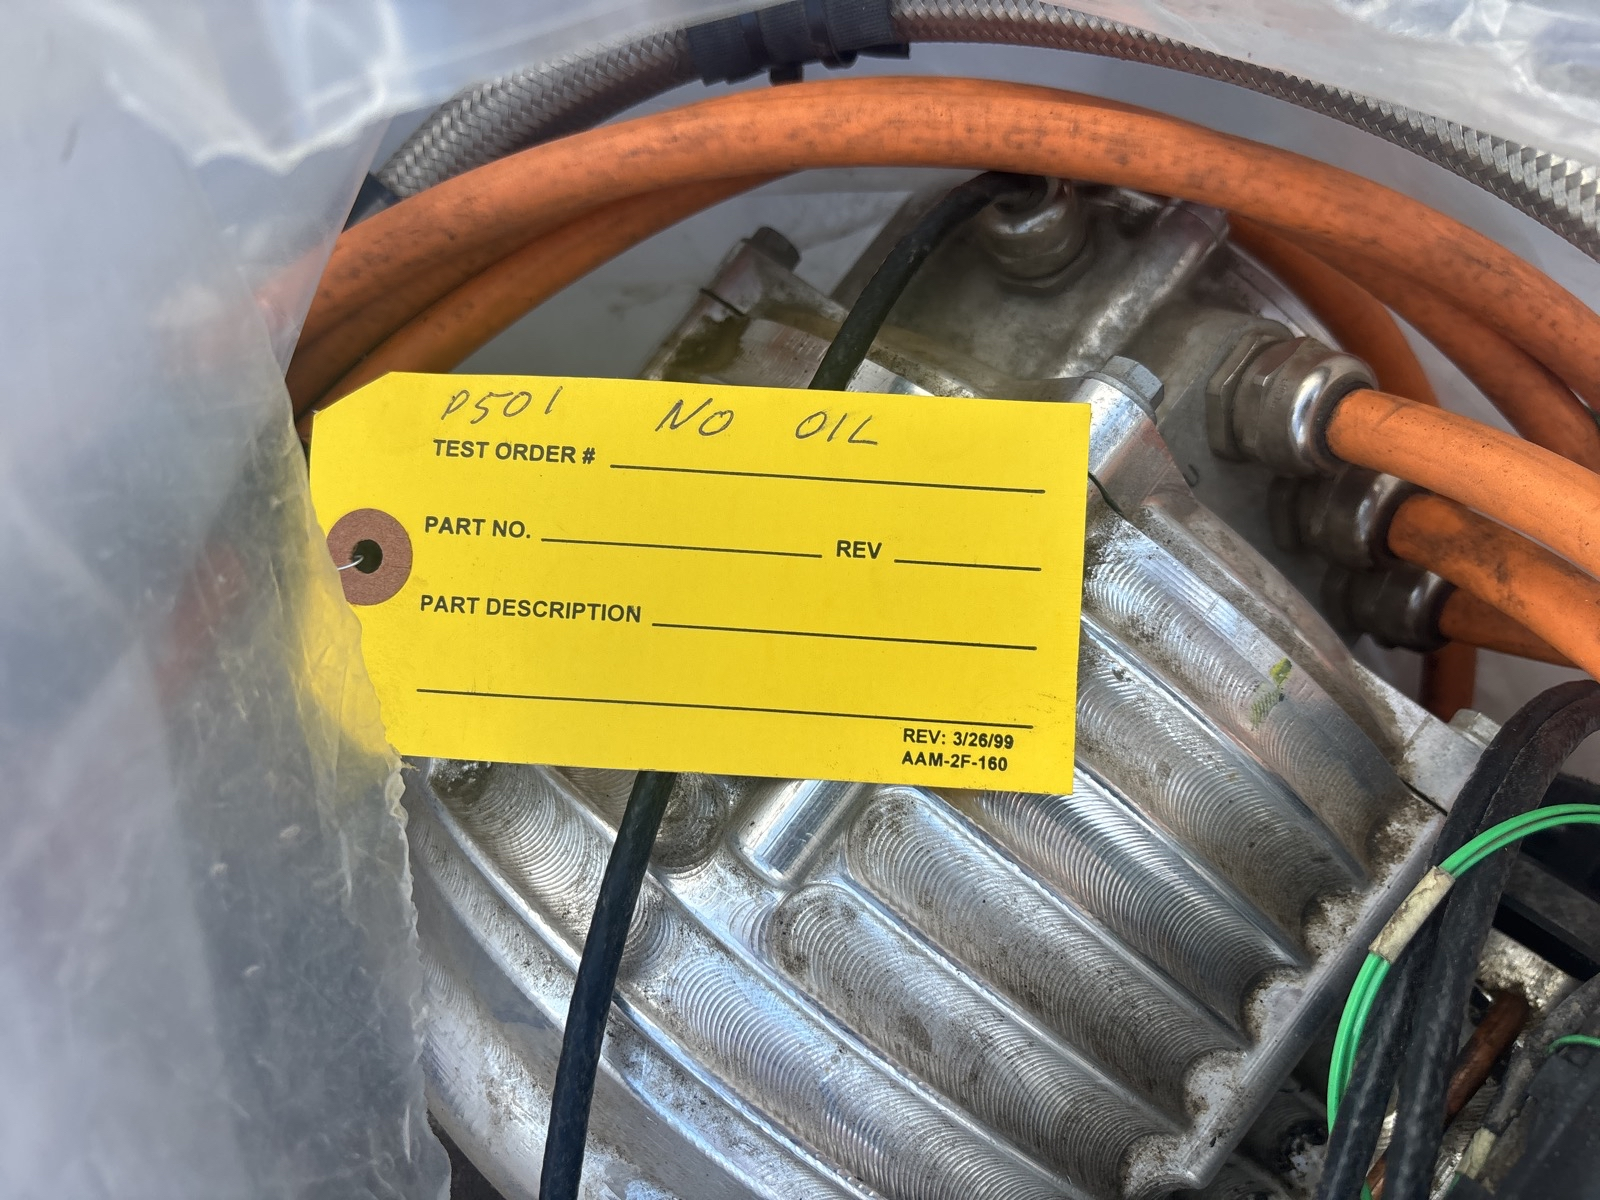 P501 NO OIL
TEST ORDER #
PART NO. REV
PART DESCRIPTION
REV: 3/26/99
AAM-2F-160